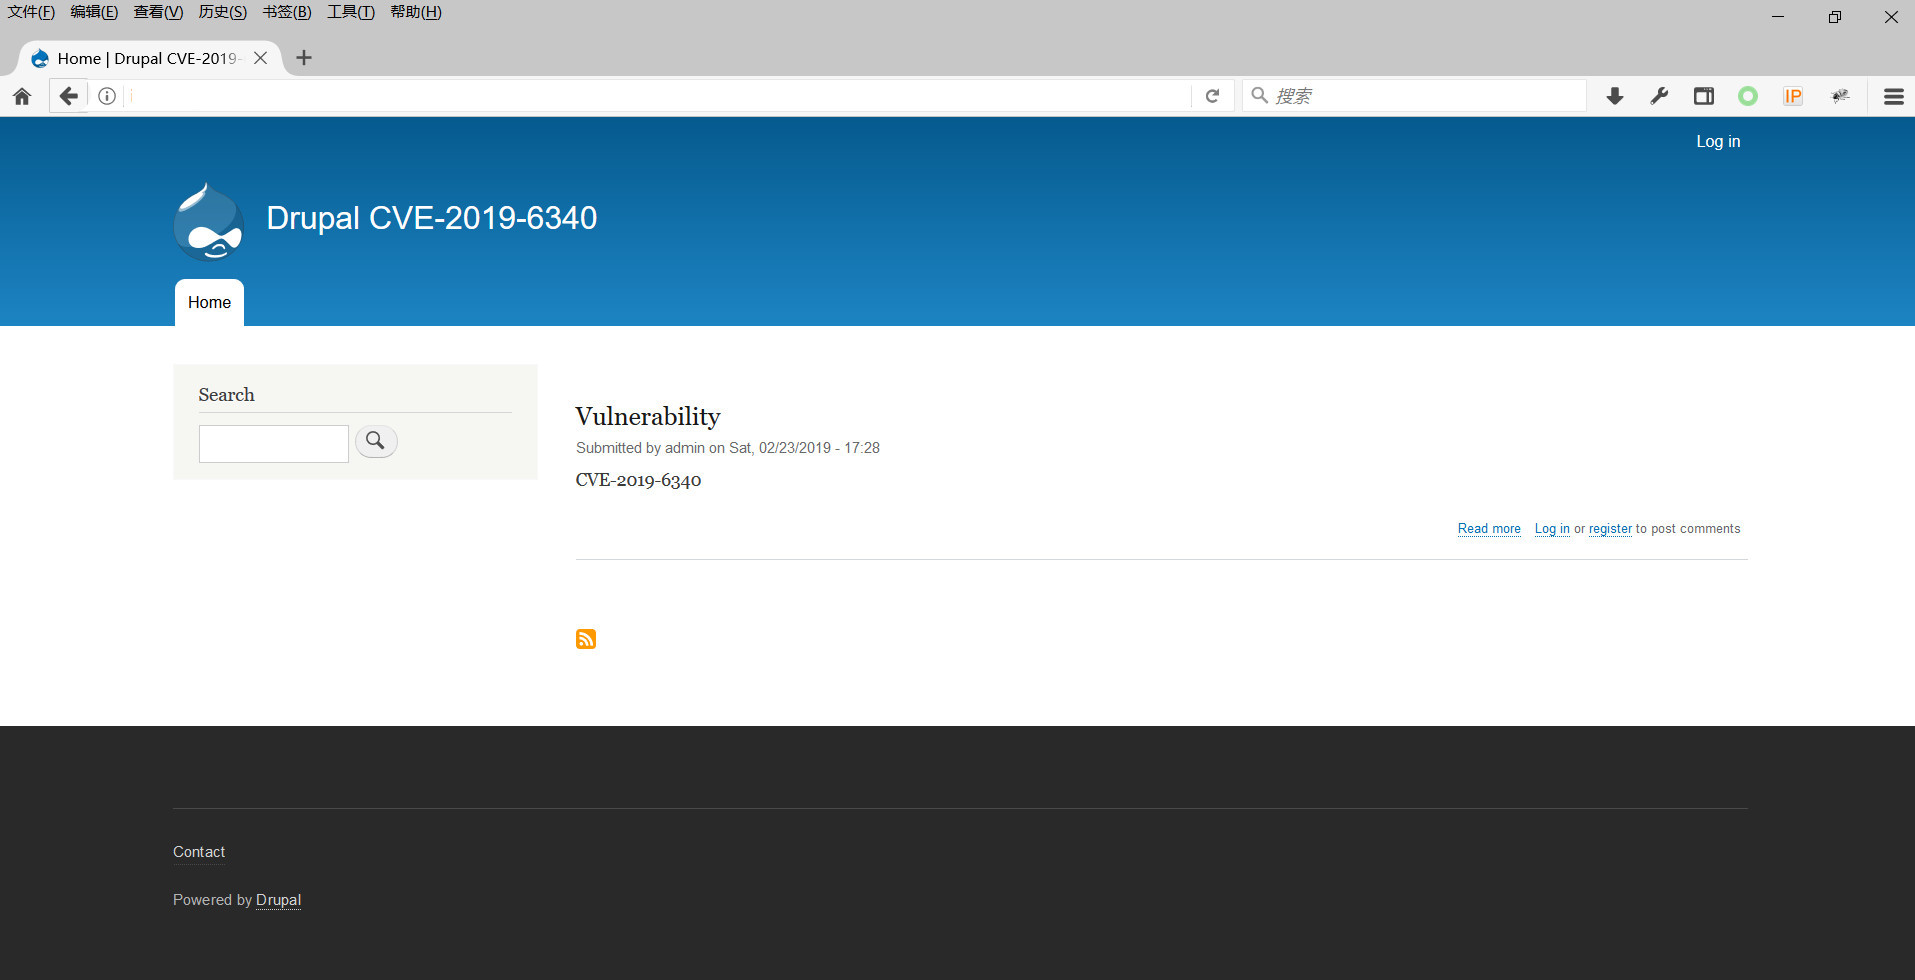 文件(F) 编辑(E) 查看(V) 历史(S) 书签(B) 工具(T) 帮助(H)
Home | Drupal CVE-2019-
搜索
IP
Log in
Drupal CVE-2019-6340
Home
Search
Vulnerability
Submitted by admin on Sat, 02/23/2019 - 17:28
CVE-2019-6340
Read more Log in or register to post comments
Contact
Powered by Drupal